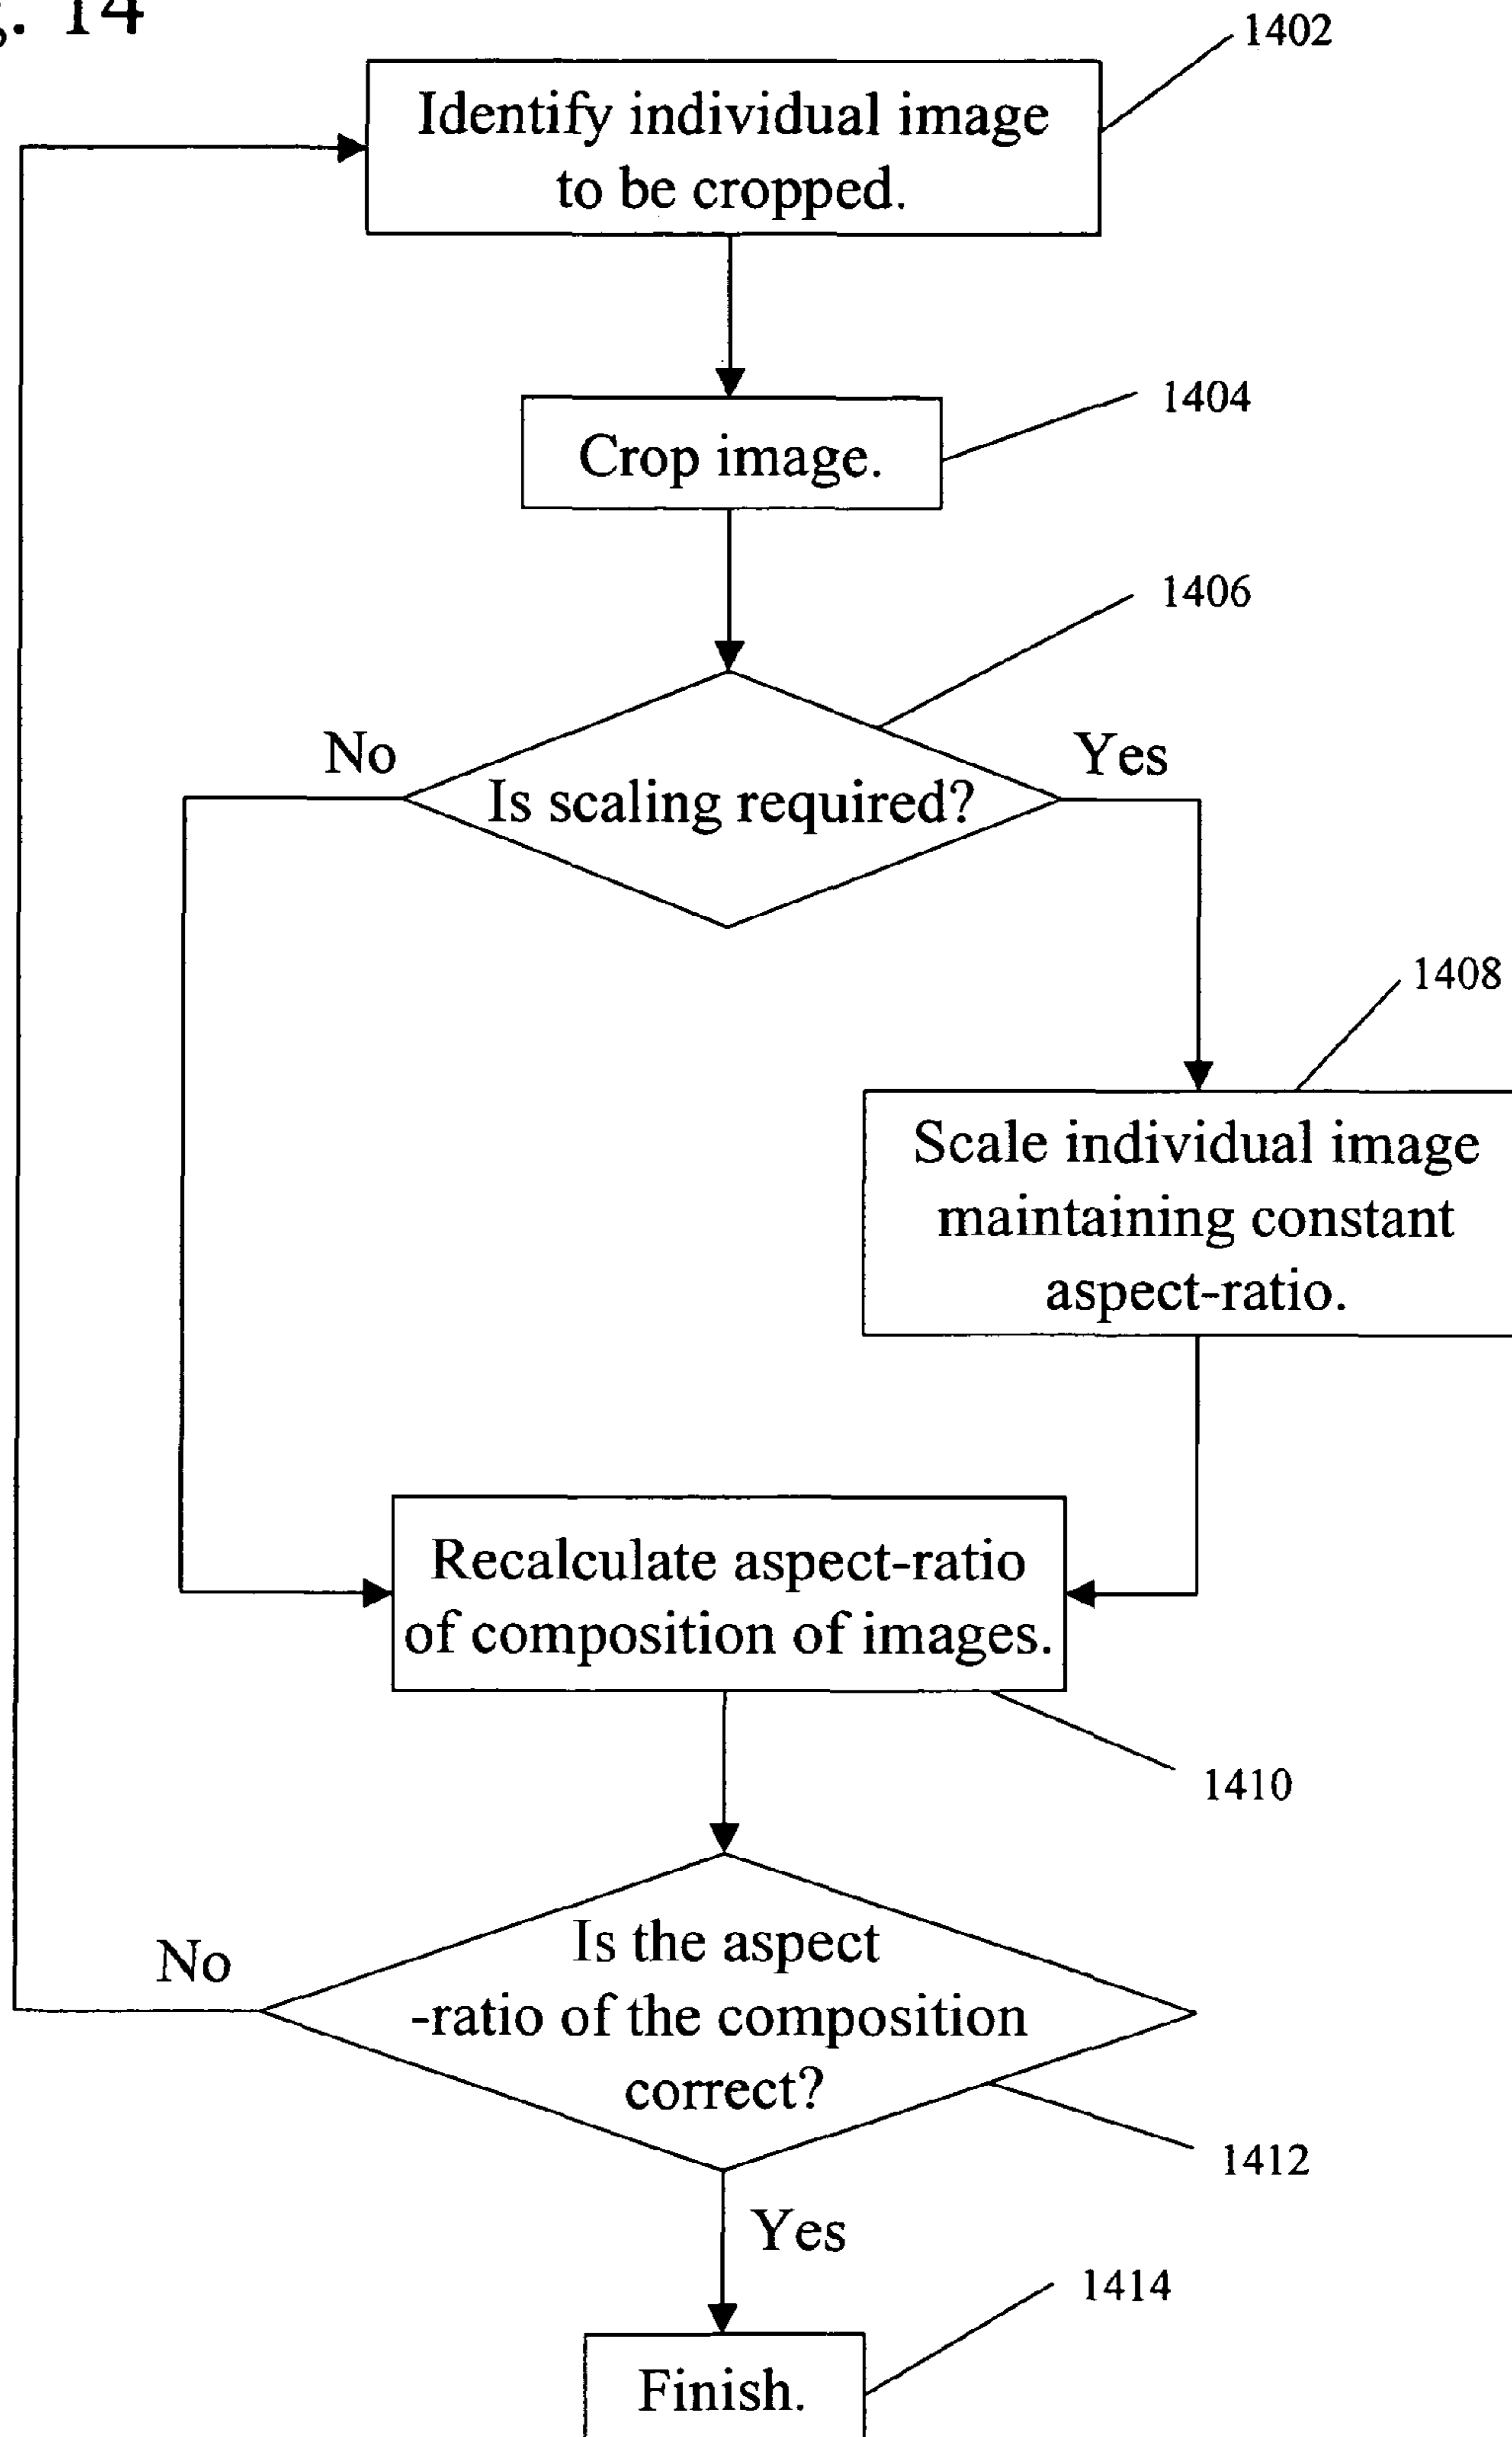 . 14
1402
Identify individual image
to be cropped.
1404
Crop image.
1406
No
Yes
Is scaling required?
1408
Scale individual image
maintaining constant
aspect-ratio.
Recalculate aspect-ratio
of composition of images.
1410
Is the aspect
No
-ratio of the composition
correct?
1412
Yes
1414
Finish.